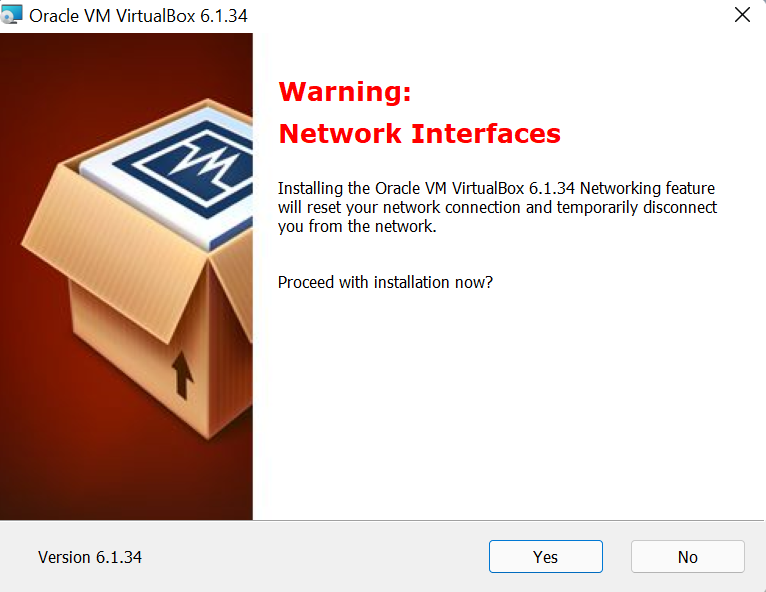 Oracle VM VirtualBox 6.1.34
Warning:
Network Interfaces
Installing the Oracle VM VirtualBox 6.1.34 Networking feature
will reset your network connection and temporarily disconnect
you from the network.
Proceed with installation now?
Version 6.1.34
Yes
No